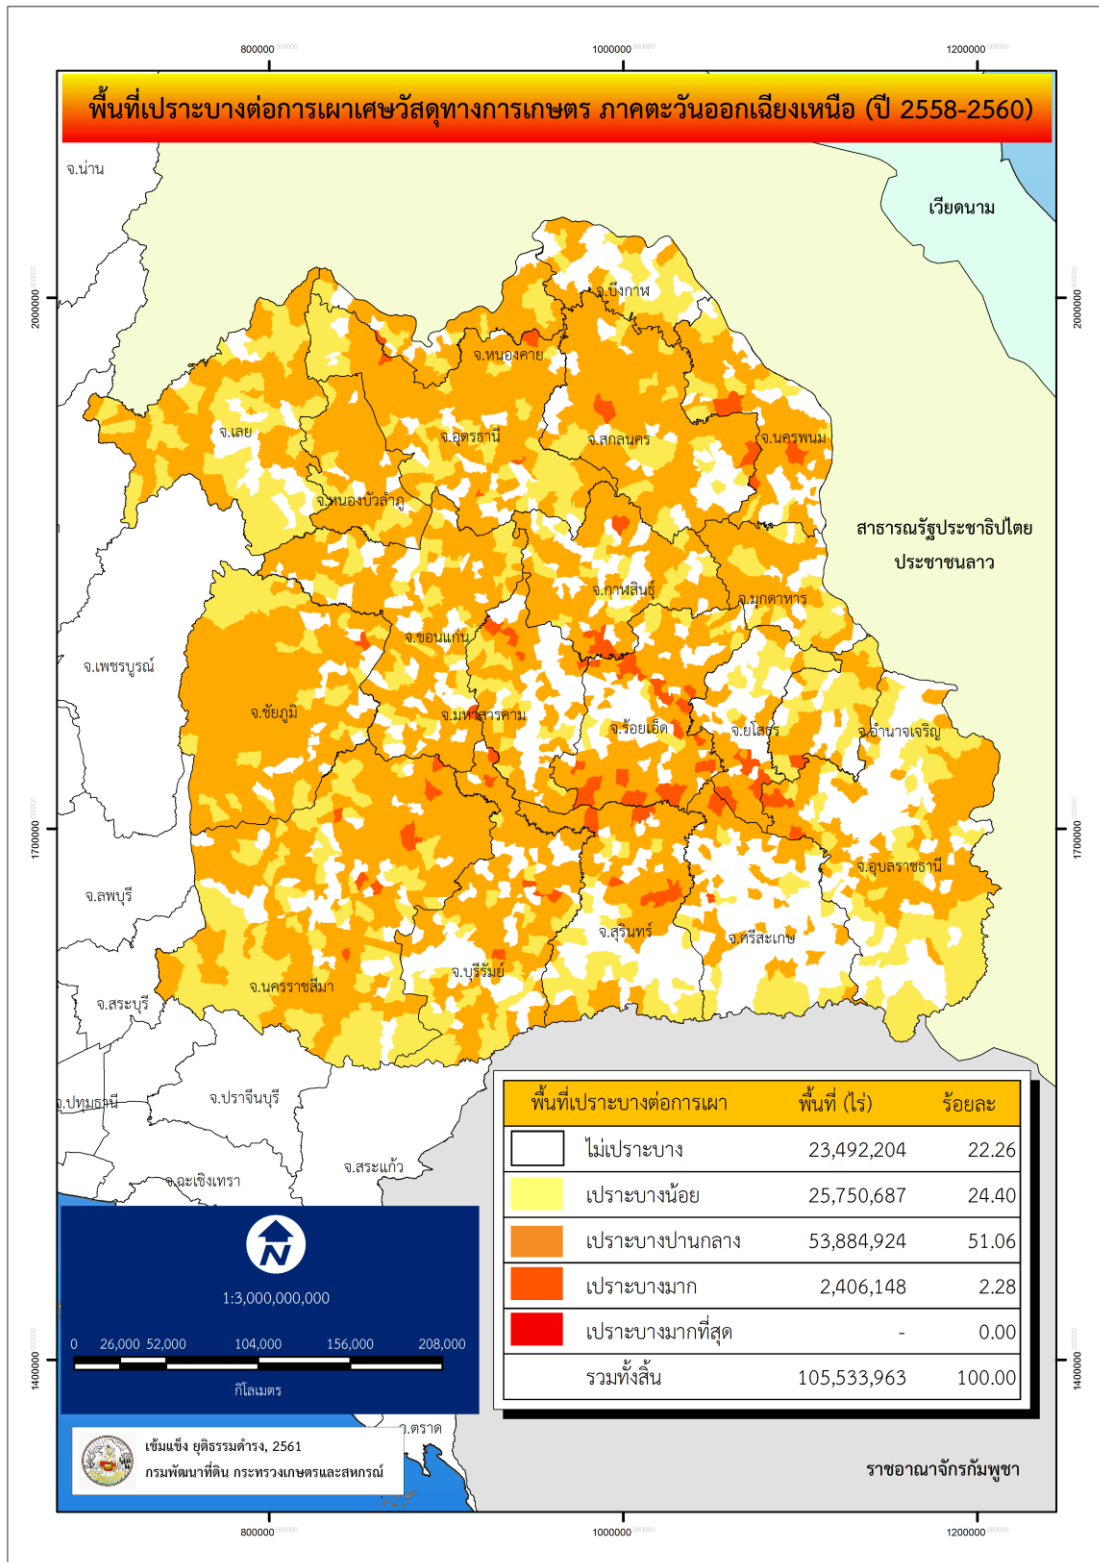 800000
1000000
1200000
พื้นที่เปราะบางต่อการเผาเศษวัสดุทางการเกษตร ภาคตะวันออกเฉียงเหนือ (ปี 2558-2560)
จ.น่าน
เวียดนาม
2000000
2000000
จ.บึงกาฬ
จ.หนองคาย
จ.เลย
จ.อุดรธานี
จ.สกลนคร
จ.นครพนม
จ.หนองบัวลำภู
สาธารณรัฐประชาธิปไตย
ประชาชนลาว
จ.กาฬสินธุ์
จ.มุกดาหาร
จ.ขอนแก่น
จ.เพชรบูรณ์
จ.ชัยภูมิ
จ.มหาสารคาม
จ.ร้อยเอ็ด
จ.ยโสธร
จ.อำนาจเจริญ
1700000
1700000
จ.อุบลราชธานี
จ.ลพบุรี
จ.สุรินทร์
จ.ศรีสะเกษ
จ.บุรีรัมย์
จ.นครราชสีมา
จ.สระบุรี
จ.ปทุมธานี
จ.ปราจีนบุรี
จ.สระแก้ว
จ.ฉะเชิงเทรา
พื้นที่เปราะบางต่อการเผา พื้นที่ (ไร่) ร้อยละ
ไม่เปราะบาง 23,492,204 22.26
เปราะบางน้อย 25,750,687 24.40
เปราะบางปานกลาง 53,884,924 51.06
เปราะบางมาก 2,406,148 2.28
เปราะบางมากที่สุด - 0.00
รวมทั้งสิ้น 105,533,963 100.00
N
1:3,000,000,000
0 26,000 52,000 104,000 156,000 208,000
กิโลเมตร
1400000
1400000
จ.ตราด
เข้มแข็ง ยุติธรรมดำรง, 2561
กรมพัฒนาที่ดิน กระทรวงเกษตรและสหกรณ์
ราชอาณาจักรกัมพูชา
800000
1000000
1200000